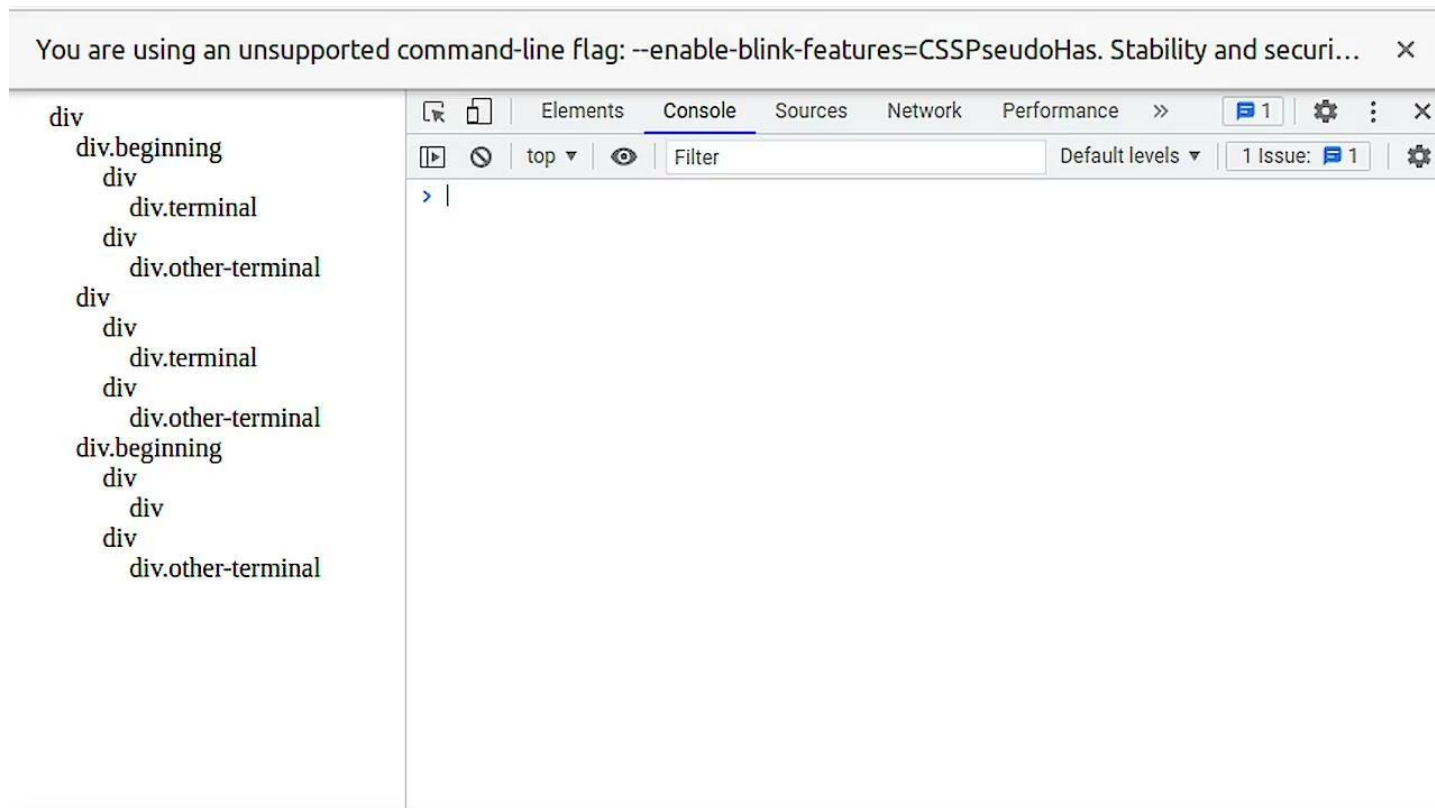 You are using an unsupported command-line flag: --enable-blink-features=CSSPseudoHas. Stability and securi...
div
div.beginning
div
div.terminal
div
div.other-terminal
div
div
div.terminal
div
div.other-terminal
div.beginning
div
div
div
div.other-terminal
Elements Console Sources Network Performance » 1
top ▼ Filter Default levels ▼ 1 Issue: 1
>